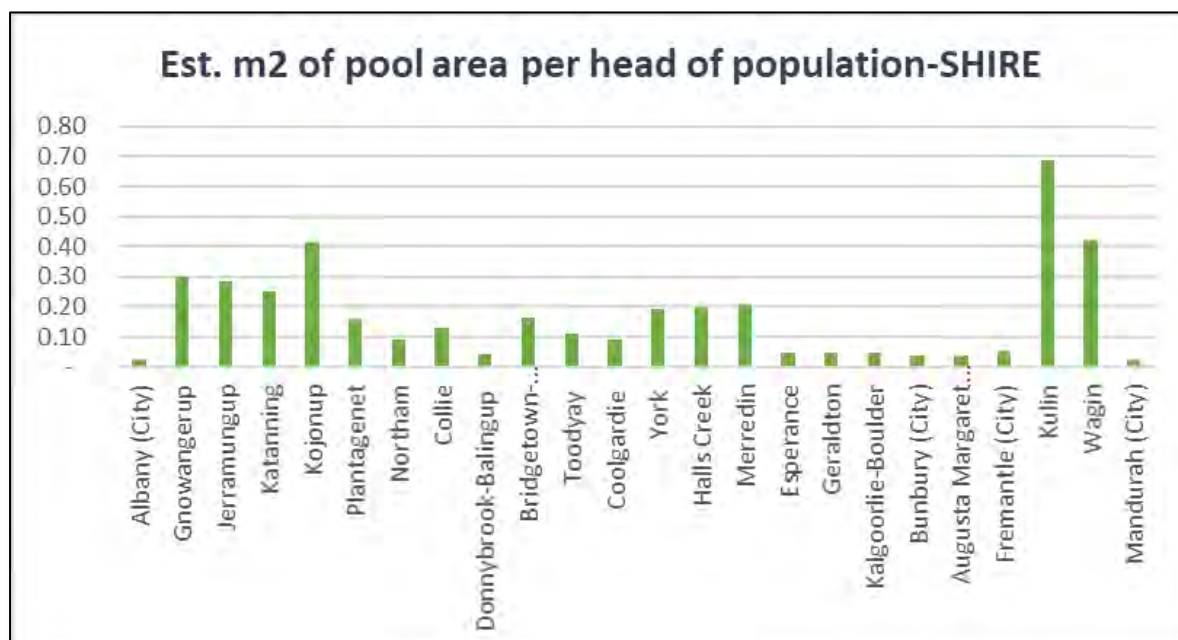 Est. m2 of pool area per head of population-SHIRE
0.80
0.70
0.60
0.50
0.40
0.30
0.20
0.10
-
Albany (City)
Gnowangerup
Jerramungup
Katanning
Kojonup
Plantagenet
Northam
Collie
Donnybrook-Balingup
Bridgetown-...
Toodyay
Coolgardie
York
Halls Creek
Merredin
Esperance
Geraldton
Kalgoorlie-Boulder
Bunbury (City)
Augusta Margaret...
Fremantle (City)
Kulin
Wagin
Mandurah (City)